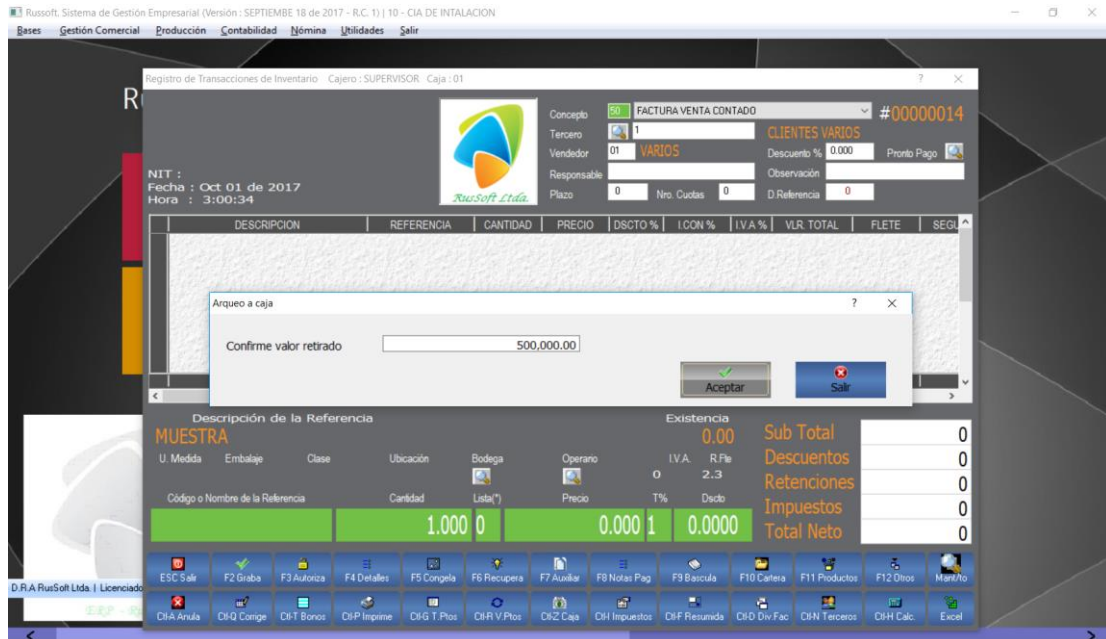 Russoft. Sistema de Gestión Empresarial (Versión : SEPTIEMBE 18 de 2017 - R.C. 1) | 10 - CIA DE INTALACION
Bases Gestión Comercial Producción Contabilidad Nómina Utilidades Salir
Registro de Transacciones de Inventario Cajero : SUPERVISOR Caja : 01 ? X
Concepto 50 FACTURA VENTA CONTADO #00000014
Tercero 1 CLIENTES VARIOS
Vendedor 01 VARIOS Descuento % 0.000 Pronto Pago
NIT : Responsable Observación
Fecha : Oct 01 de 2017
Hora : 3:00:34 RusSoft Ltda. Plazo 0 Nro. Cuotas 0 D.Referencia 0
DESCRIPCION REFERENCIA CANTIDAD PRECIO DSCTO % I.CON % I.V.A % VLR. TOTAL FLETE SEGU
Arqueo a caja ? X
Confirme valor retirado 500,000.00
Aceptar Salir
Descripción de la Referencia Existencia
MUESTRA 0.00
U. Medida Embalaje Clase Ubicación Bodega Operario I.V.A. R.Fte
0 2.3
Código o Nombre de la Referencia Cantidad Lista(*) Precio T% Dscto
1.000 0 0.000 1 0.0000
Sub Total 0
Descuentos 0
Retenciones 0
Impuestos 0
Total Neto 0
ESC Salir F2 Graba F3 Autoriza F4 Detalles F5 Congela F6 Recupera F7 Auxiliar F8 Notas Pag F9 Bascula F10 Cartera F11 Productos F12 Otros Mant/to
D.R.A RusSoft Ltda. | Licenciado
Ctl-A Anula Ctl-Q Corrige Ctl-T Bonos Ctl-P Imprime Ctl-G T.Ptos Ctl-R V.Ptos Ctl-Z Caja Ctl-I Impuestos Ctl-F Resumida Ctl-D Div.Fac Ctl-N Terceros Ctl-H Calc. Excel